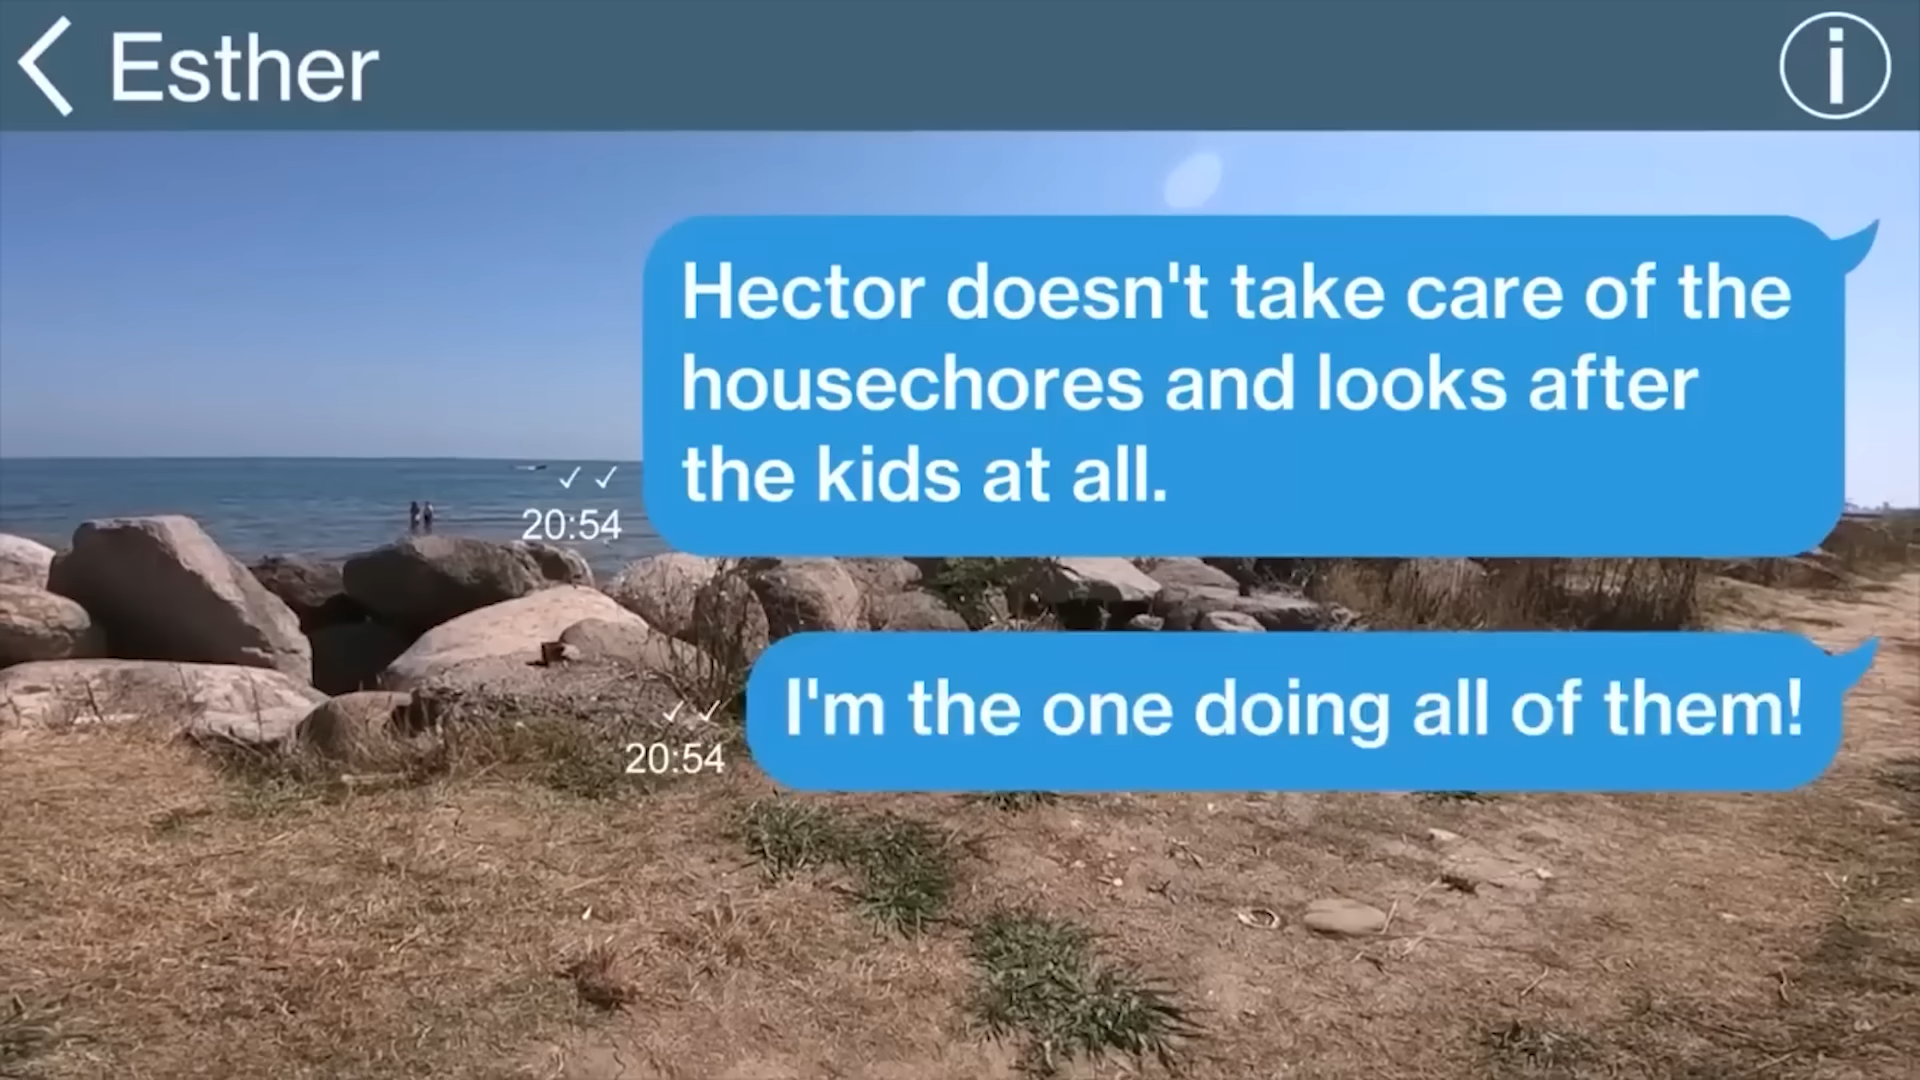 Esther
Hector doesn't take care of the
housechores and looks after
the kids at all.
20:54
I'm the one doing all of them!
20:54